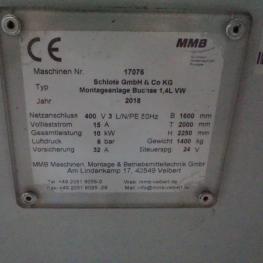 CE
MMB
Maschinen Nr. 17076
Schlote GmbH & Co KG
Typ Montageanlage Buchse 1,4L VW
Jahr 2018
Netzanschluss 400 V 3 L/N/PE 50Hz B 1600 mm
Vollaststrom 15 A T 2000 mm
Gesamtleistung 10 kW H 2250 mm
Luftdruck 6 bar Gewicht 1400 kg
Vorsicherung 32 A Steuerspg. 24 V
MMB Maschinen, Montage & Betriebsmitteltechnik GmbH
Am Lindenkamp 17, 42549 Velbert